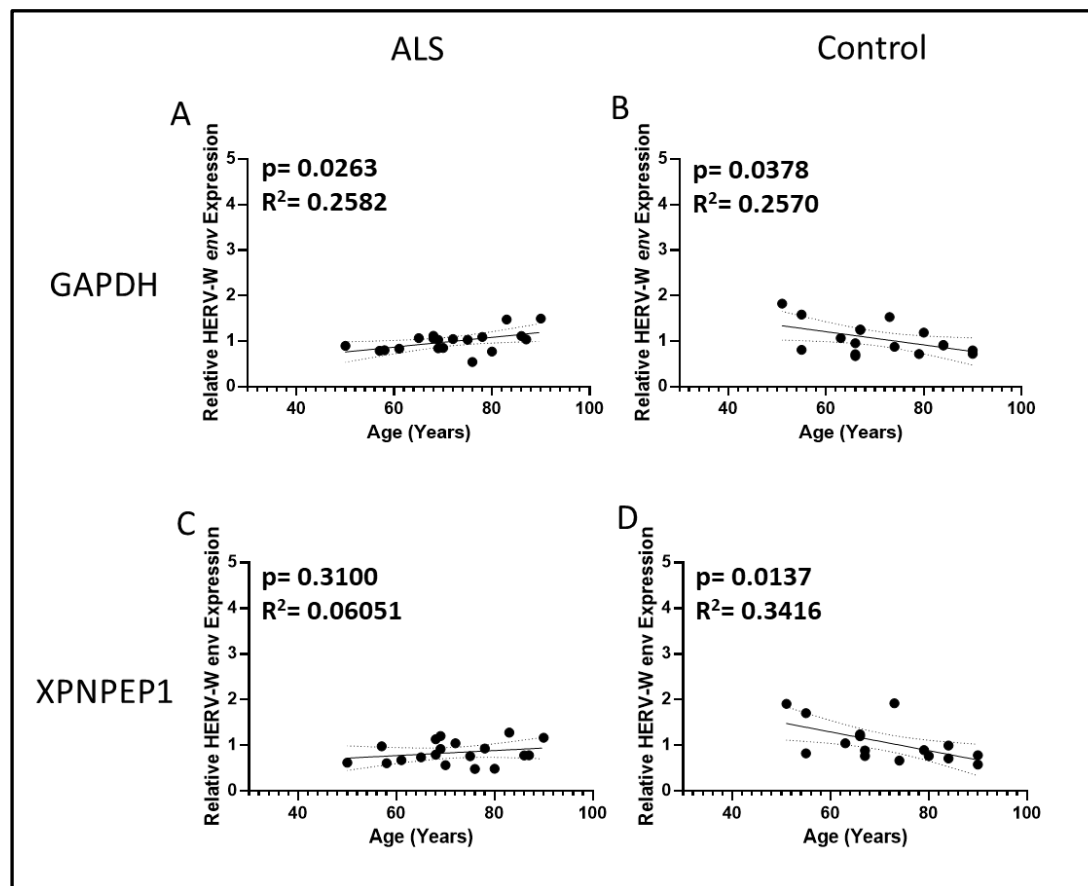 ALS
Control
A
p= 0.0263
R²= 0.2582
Relative HERV-W env Expression
5
4
3
2
1
0
40
60
80
100
Age (Years)
B
p= 0.0378
R²= 0.2570
Relative HERV-W env Expression
5
4
3
2
1
0
40
60
80
100
Age (Years)
GAPDH
C
p= 0.3100
R²= 0.06051
Relative HERV-W env Expression
5
4
3
2
1
0
40
60
80
100
Age (Years)
D
p= 0.0137
R²= 0.3416
Relative HERV-W env Expression
5
4
3
2
1
0
40
60
80
100
Age (Years)
XPNPEP1